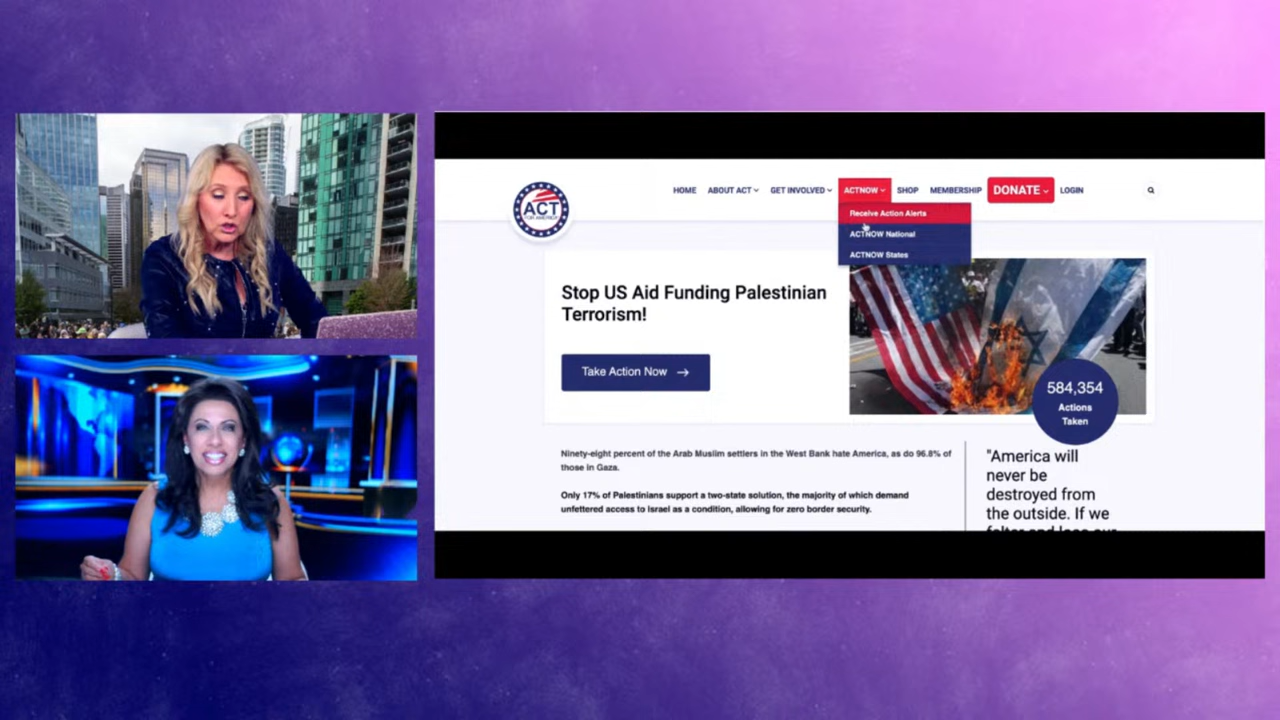 ACT
FOR AMERICA
HOME
ABOUT ACT
GET INVOLVED
ACTNOW
SHOP
MEMBERSHIP
DONATE
LOGIN
Receive Action Alerts
ACTNOW National
ACTNOW States
Stop US Aid Funding Palestinian
Terrorism!
Take Action Now →
584,354
Actions
Taken
Ninety-eight percent of the Arab Muslim settlers in the West Bank hate America, as do 96.8% of
those in Gaza.
Only 17% of Palestinians support a two-state solution, the majority of which demand
unfettered access to Israel as a condition, allowing for zero border security.
"America will
never be
destroyed from
the outside. If we
falter and lose our